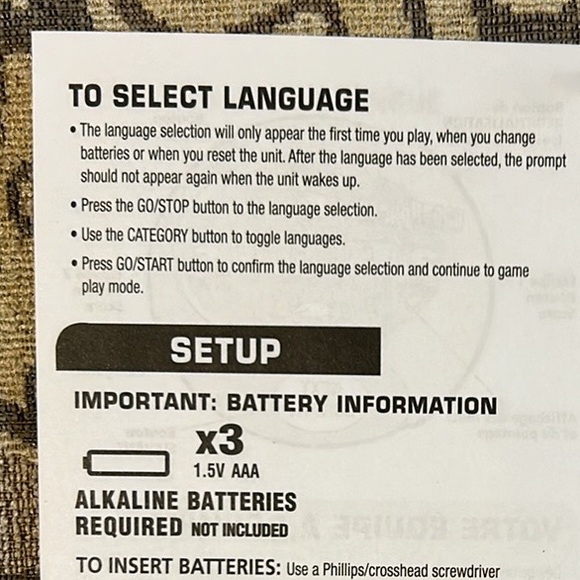 TO SELECT LANGUAGE
• The language selection will only appear the first time you play, when you change
batteries or when you reset the unit. After the language has been selected, the prompt
should not appear again when the unit wakes up.
• Press the GO/STOP button to the language selection.
• Use the CATEGORY button to toggle languages.
• Press GO/START button to confirm the language selection and continue to game
play mode.
SETUP
IMPORTANT: BATTERY INFORMATION
x3
1.5V AAA
ALKALINE BATTERIES
REQUIRED NOT INCLUDED
TO INSERT BATTERIES: Use a Phillips/crosshead screwdriver